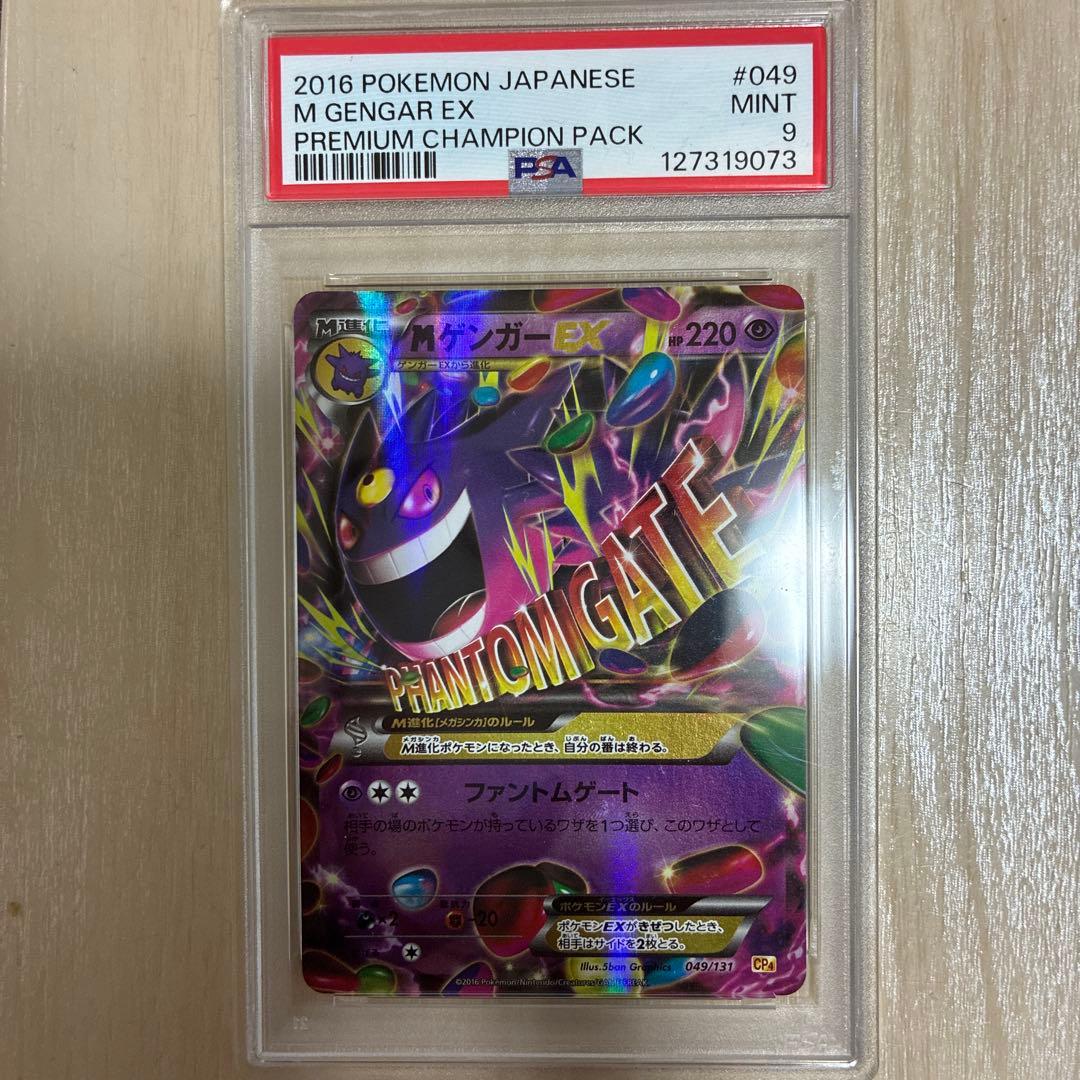 2016 POKEMON JAPANESE #049
M GENGAR EX MINT
PREMIUM CHAMPION PACK 9
PSA 127319073
M進化
MゲンガーEX HP220
ゲンガーEXから進化
PHANTOM GATE
M進化[メガシンカ]のルール
M進化ポケモンになったとき、自分の番は終わる。
ファントムゲート
相手の場のポケモンが持っているワザを1つ選び、このワザとして
使う。
×2 抵抗力 -20
ポケモンEXのルール
ポケモンEXがきぜつしたとき、
相手はサイドを2枚とる。
Illus.5ban Graphics 049/131 CP4
©2016 Pokémon/Nintendo/Creatures/GAME FREAK.